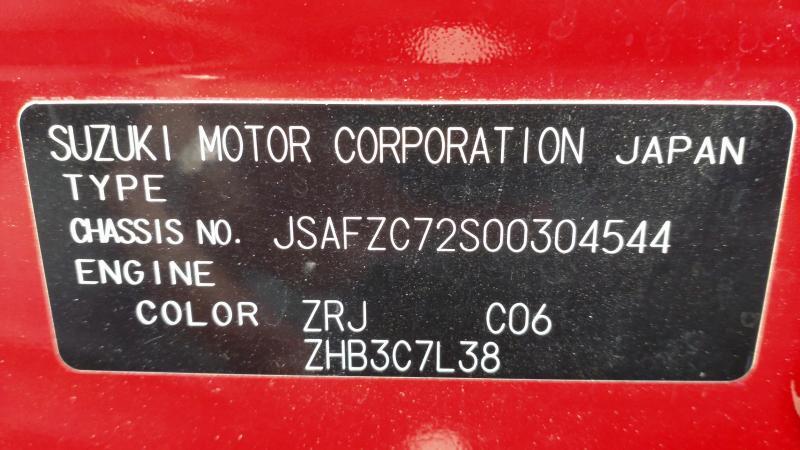 SUZUKI MOTOR CORPORATION JAPAN
TYPE
CHASSIS NO. JSAFZC72S00304544
ENGINE
COLOR ZRJ C06
ZHB3C7L38